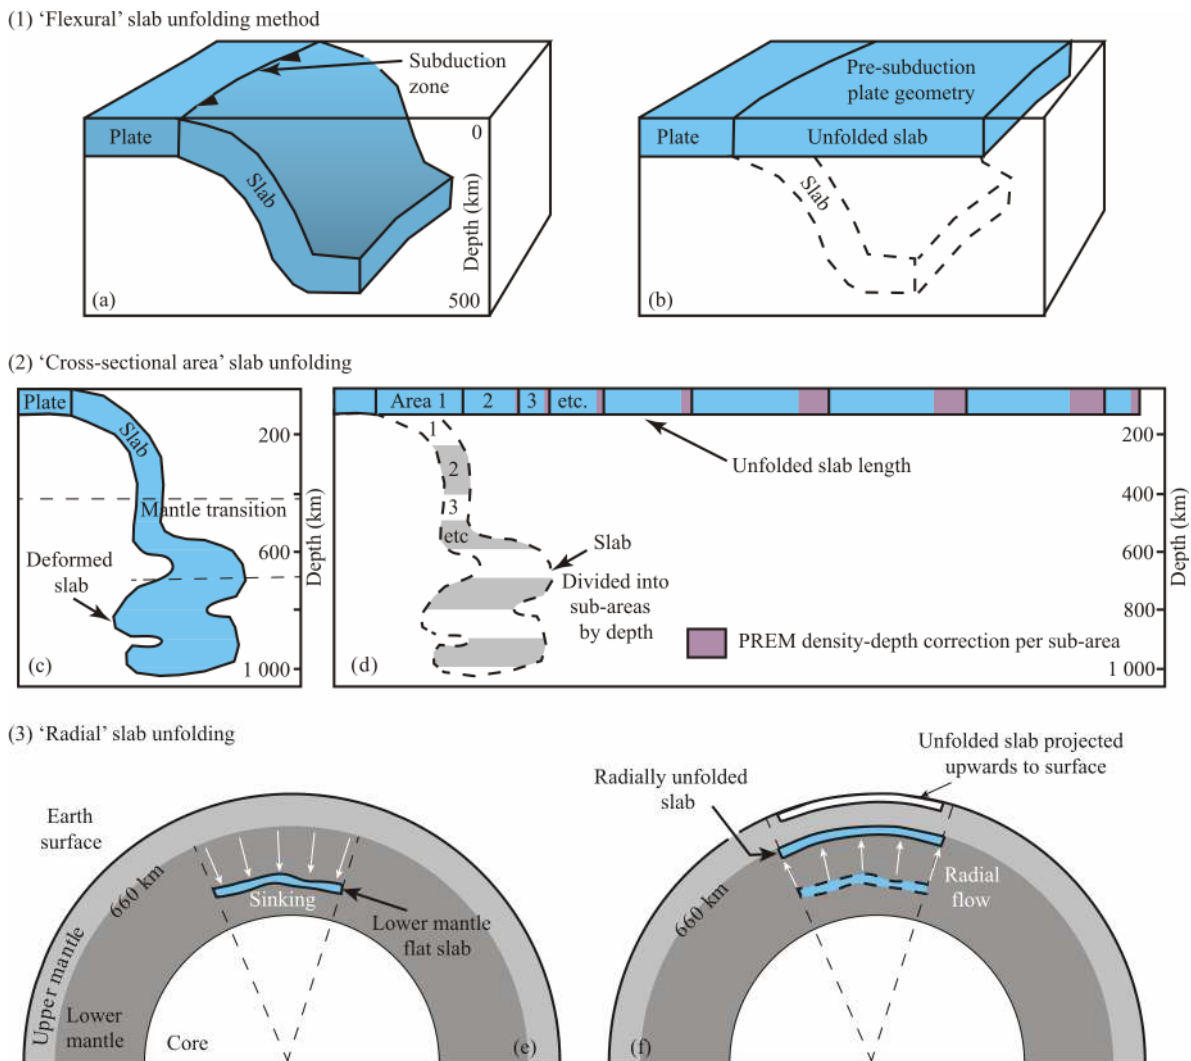 (1) ‘Flexural’ slab unfolding method
Subduction
zone
Plate
0
Slab
Depth (km)
500
(a)
Pre-subduction
plate geometry
Plate
Unfolded slab
Slab
(b)
(2) ‘Cross-sectional area’ slab unfolding
Plate
Slab
200
Mantle transition
600
Depth (km)
Deformed
slab
(c)
1 000
Area 1
2
3
etc.
1
200
2
Unfolded slab length
400
3
etc
Slab
600
Depth (km)
Divided into
sub-areas
by depth
800
PREM density-depth correction per sub-area
(d)
1 000
(3) ‘Radial’ slab unfolding
Earth
surface
660 km
Sinking
Lower mantle
flat slab
Upper mantle
Lower
mantle
Core
(e)
Unfolded slab projected
upwards to surface
Radially unfolded
slab
660 km
Radial
flow
(f)